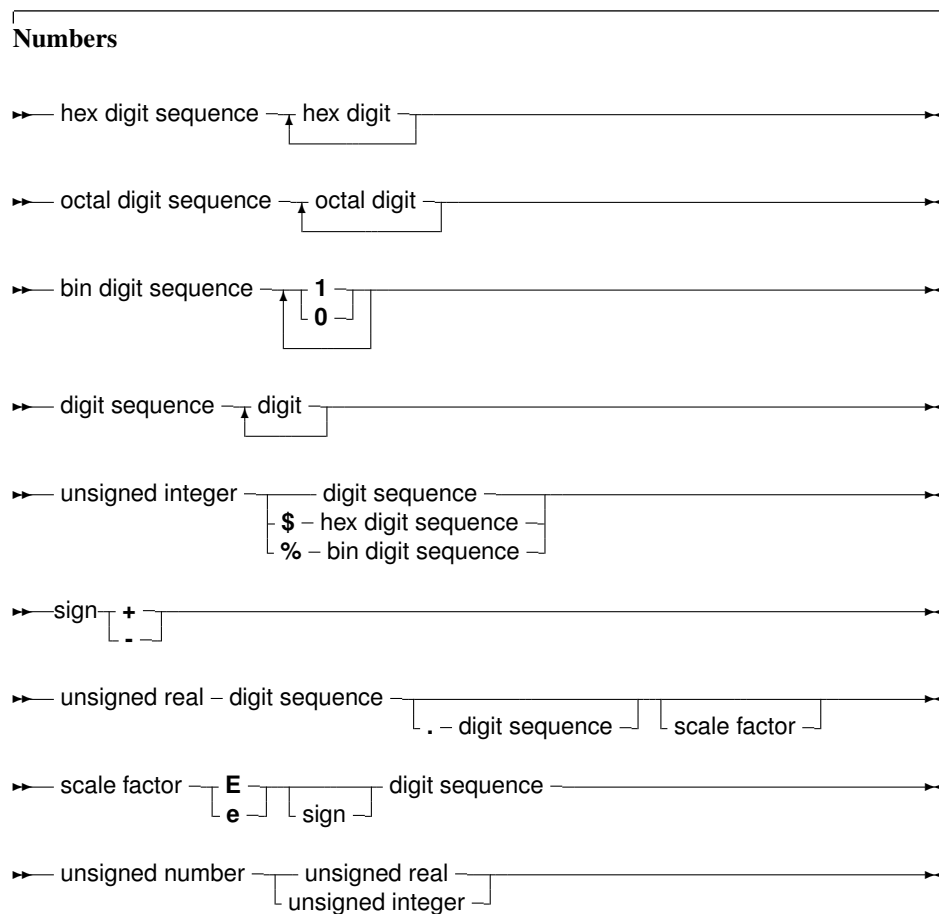 Numbers
hex digit sequence hex digit
octal digit sequence octal digit
bin digit sequence 1
0
digit sequence digit
unsigned integer digit sequence
$ hex digit sequence
% bin digit sequence
sign +
-
unsigned real digit sequence
. digit sequence scale factor
scale factor E digit sequence
e sign
unsigned number unsigned real
unsigned integer